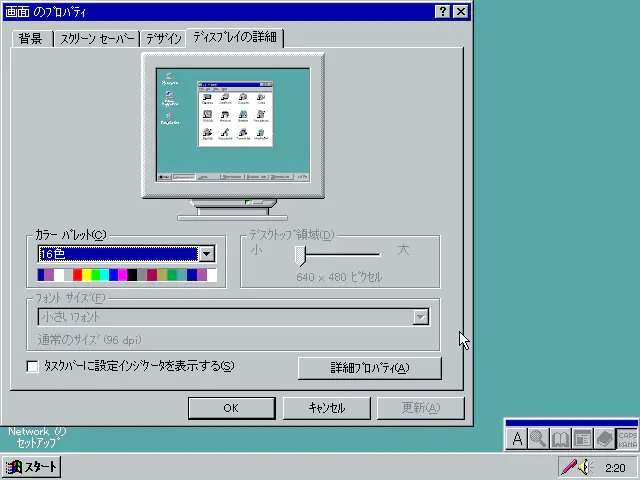 画面 のプロパティ
背景
スクリーン セーバー
デザイン
ディスプレイの詳細
カラー パレット(C)
16色
デスクトップ領域(D)
小
大
640 x 480 ピクセル
フォント サイズ(F)
小さいフォント
通常のサイズ (96 dpi)
タスクバーに設定インジケータを表示する(S)
詳細プロパティ(A)
OK
キャンセル
更新(A)
Network の
セットアップ
A
CAPS
KANA
スタート
2:20